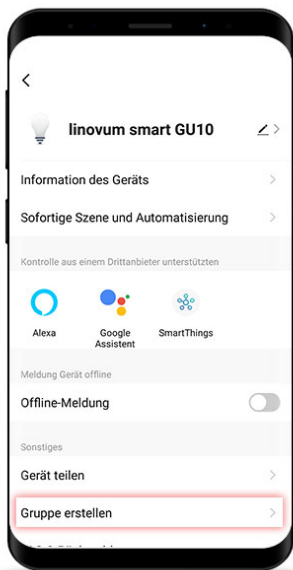 linovum smart GU10
Information des Geräts
Sofortige Szene und Automatisierung
Kontrolle aus einem Drittanbieter unterstützten
Alexa
Google
Assistent
SmartThings
Meldung Gerät offline
Offline-Meldung
Sonstiges
Gerät teilen
Gruppe erstellen